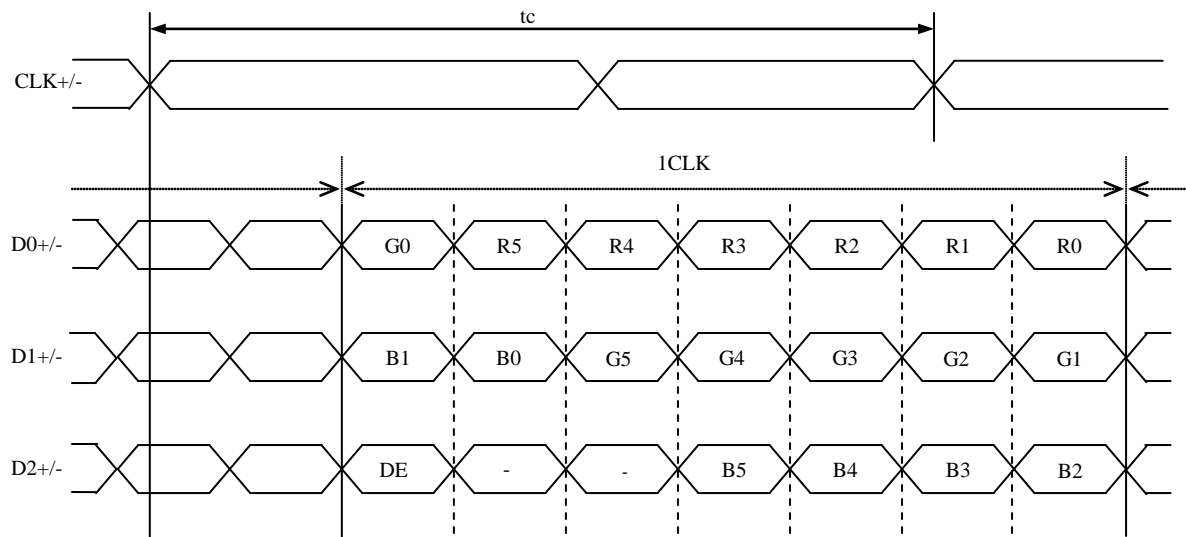 tc
CLK+/-
1CLK
D0+/- G0 R5 R4 R3 R2 R1 R0
D1+/- B1 B0 G5 G4 G3 G2 G1
D2+/- DE - - B5 B4 B3 B2